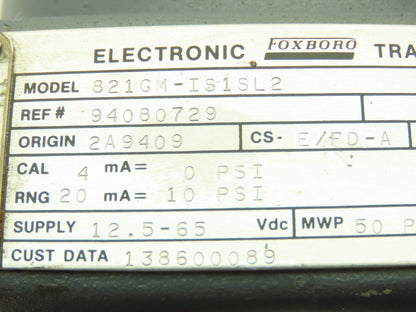 ELECTRONIC FOXBORO TRA
MODEL 821GM-IS1SL2
REF# 94080729
ORIGIN 2A9409 CS- E/FD-A
CAL 4 mA= 0 PSI
RNG 20 mA= 10 PSI
SUPPLY 12.5-65 Vdc MWP 50 P
CUST DATA 138600089